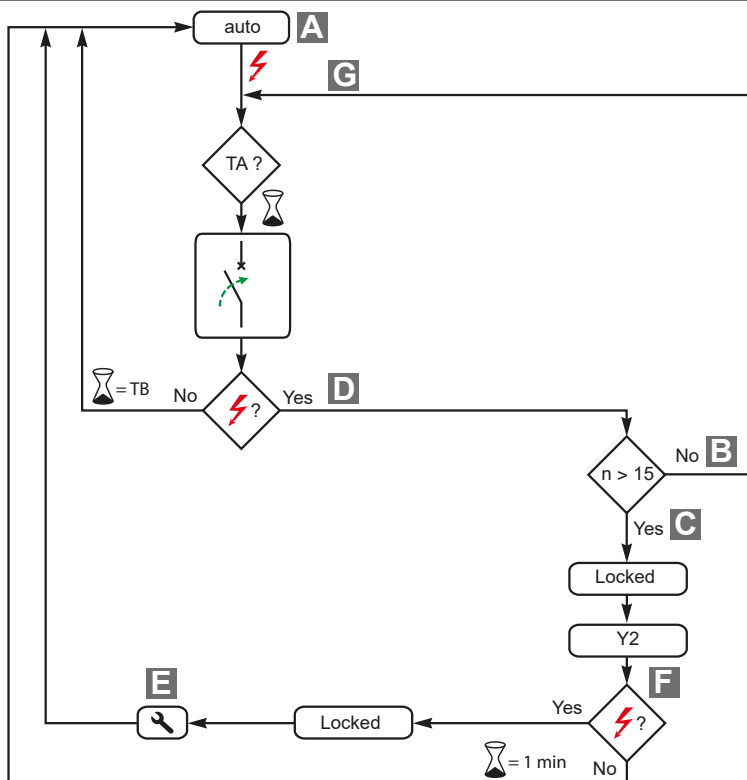 auto A
G
TA ?
= TB
No
? Yes D
n > 15
No B
Yes C
Locked
Y2
E
F
Locked
Yes
?
= 1 min
No